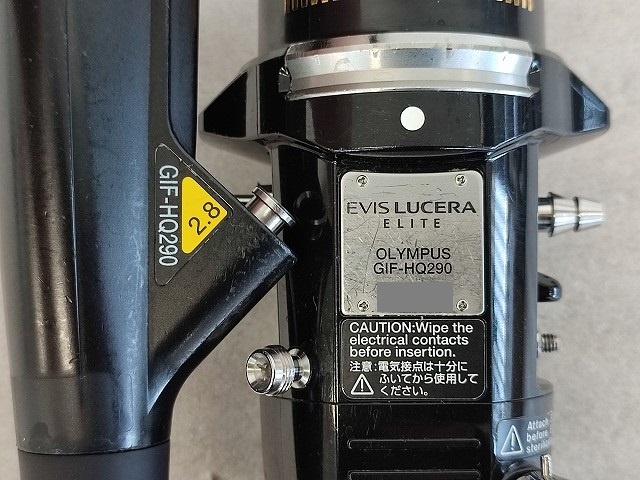 GIF-HQ290
2.8
EVIS LUCERA
ELITE
OLYMPUS
GIF-HQ290
CAUTION:Wipe the
electrical contacts
before insertion.
注意:電気接点は十分に
ふいてから使用して
ください。
Attach
before